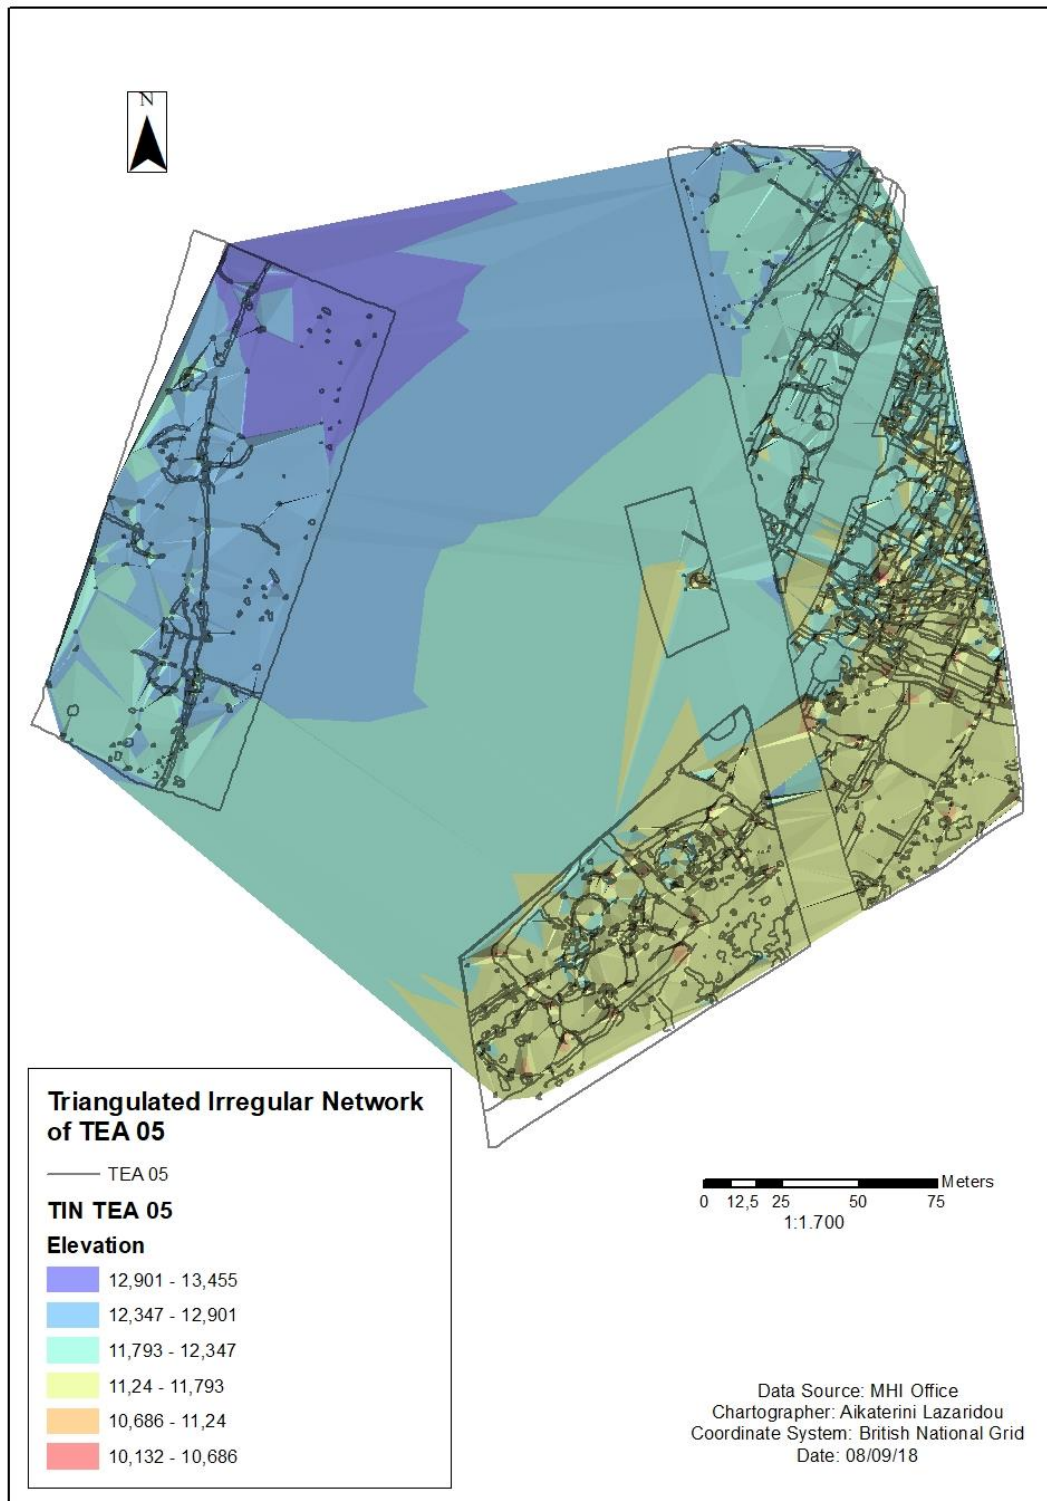 N
Triangulated Irregular Network
of TEA 05
TEA 05
TIN TEA 05
Elevation
12,901 - 13,455
12,347 - 12,901
11,793 - 12,347
11,24 - 11,793
10,686 - 11,24
10,132 - 10,686
Meters
0 12,5 25 50 75
1:1.700
Data Source: MHI Office
Chartographer: Aikaterini Lazaridou
Coordinate System: British National Grid
Date: 08/09/18